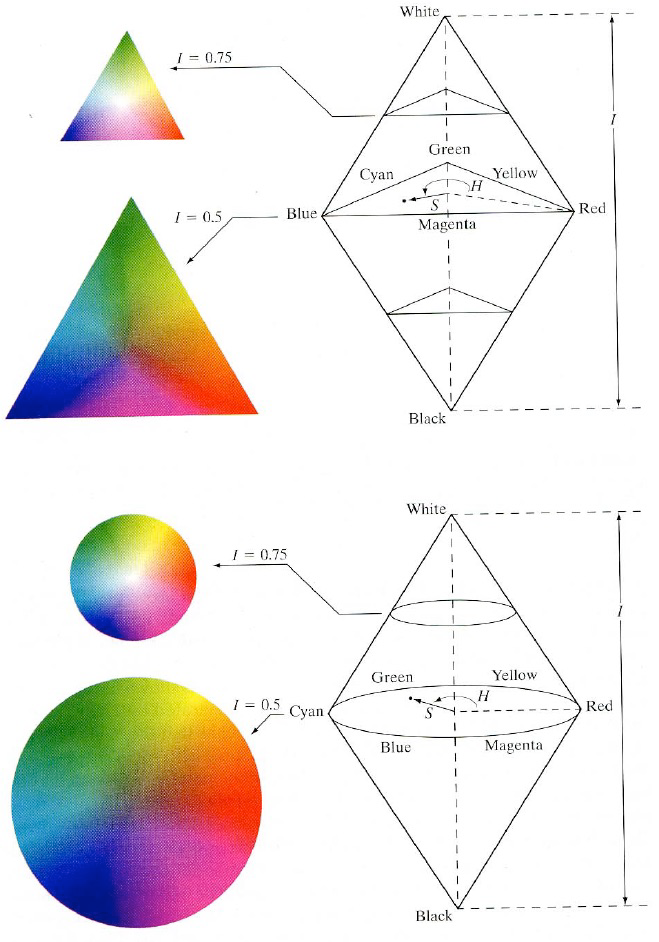 White
I = 0.75
I
Green
Cyan
Yellow
H
S
I = 0.5
Blue
Red
Magenta
Black
White
I = 0.75
I
Green
Yellow
H
S
I = 0.5
Cyan
Red
Blue
Magenta
Black